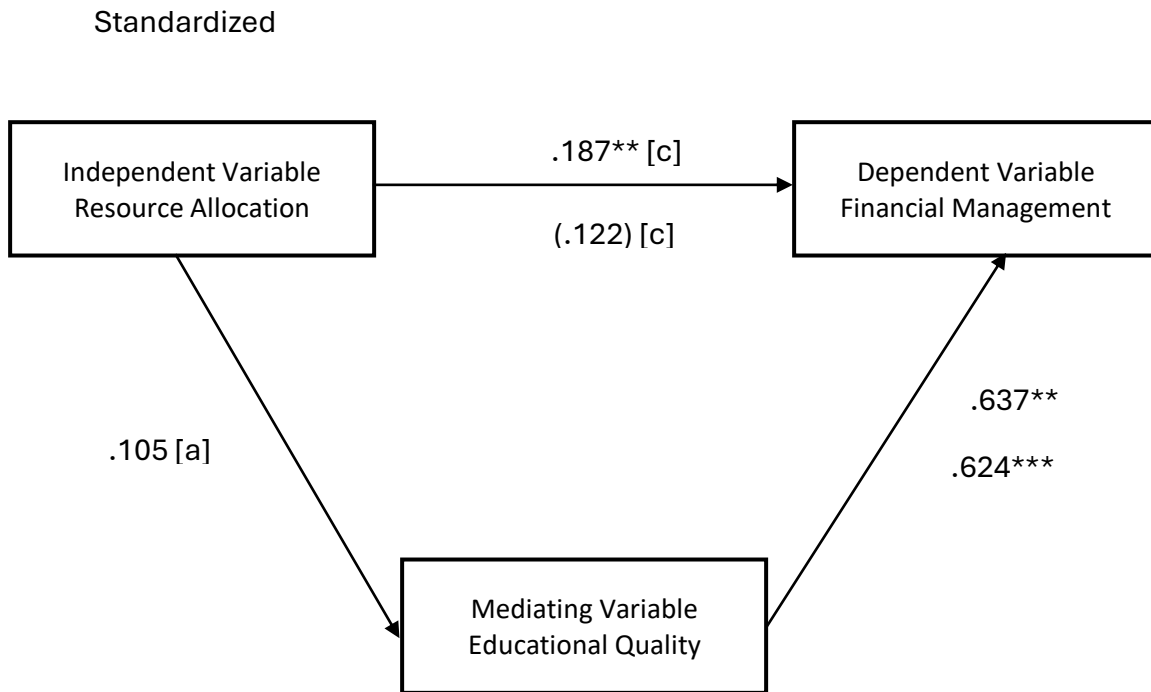 Standardized
Independent Variable
Resource Allocation
.187** [c]
(.122) [c]
Dependent Variable
Financial Management
.105 [a]
.637**
.624***
Mediating Variable
Educational Quality